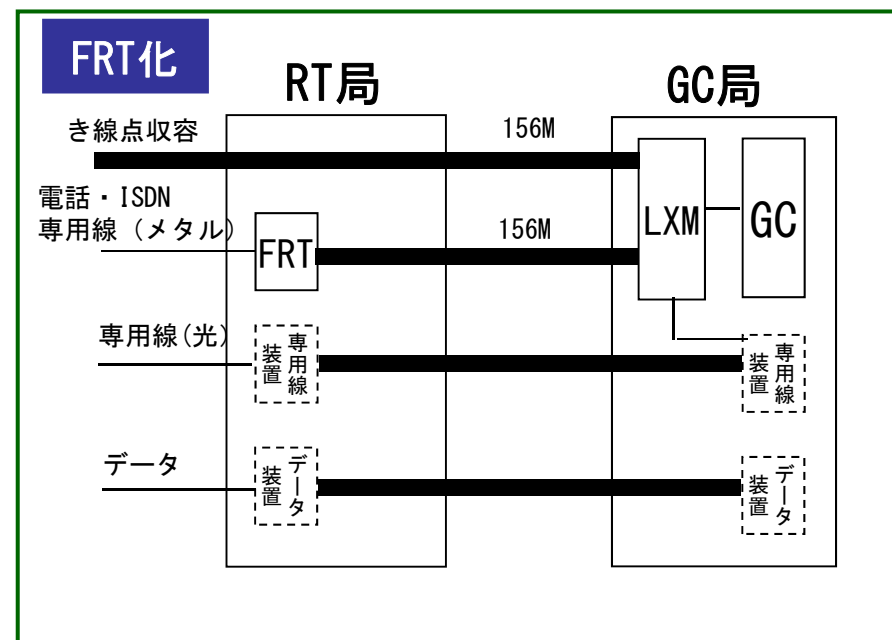 FRT化
RT局
GC局
き線点収容
156M
電話・ISDN
専用線（メタル）
FRT
156M
LXM
GC
専用線(光)
専用線
装置
専用線
装置
データ
データ
装置
データ
装置